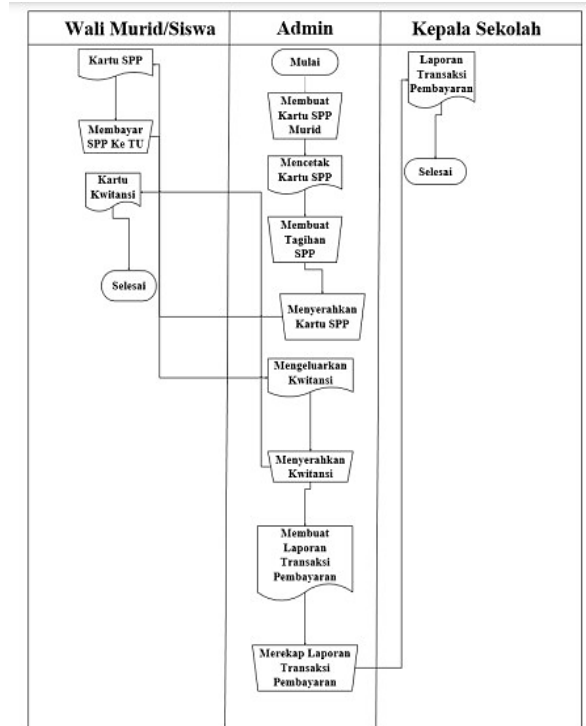 Wali Murid/Siswa
Admin
Kepala Sekolah
Kartu SPP
Membayar
SPP Ke TU
Kartu
Kwitansi
Selesai
Mulai
Membuat
Kartu SPP
Murid
Mencetak
Kartu SPP
Membuat
Tagihan
SPP
Menyerahkan
Kartu SPP
Mengeluarkan
Kwitansi
Menyerahkan
Kwitansi
Membuat
Laporan
Transaksi
Pembayaran
Merekap Laporan
Transaksi
Pembayaran
Laporan
Transaksi
Pembayaran
Selesai